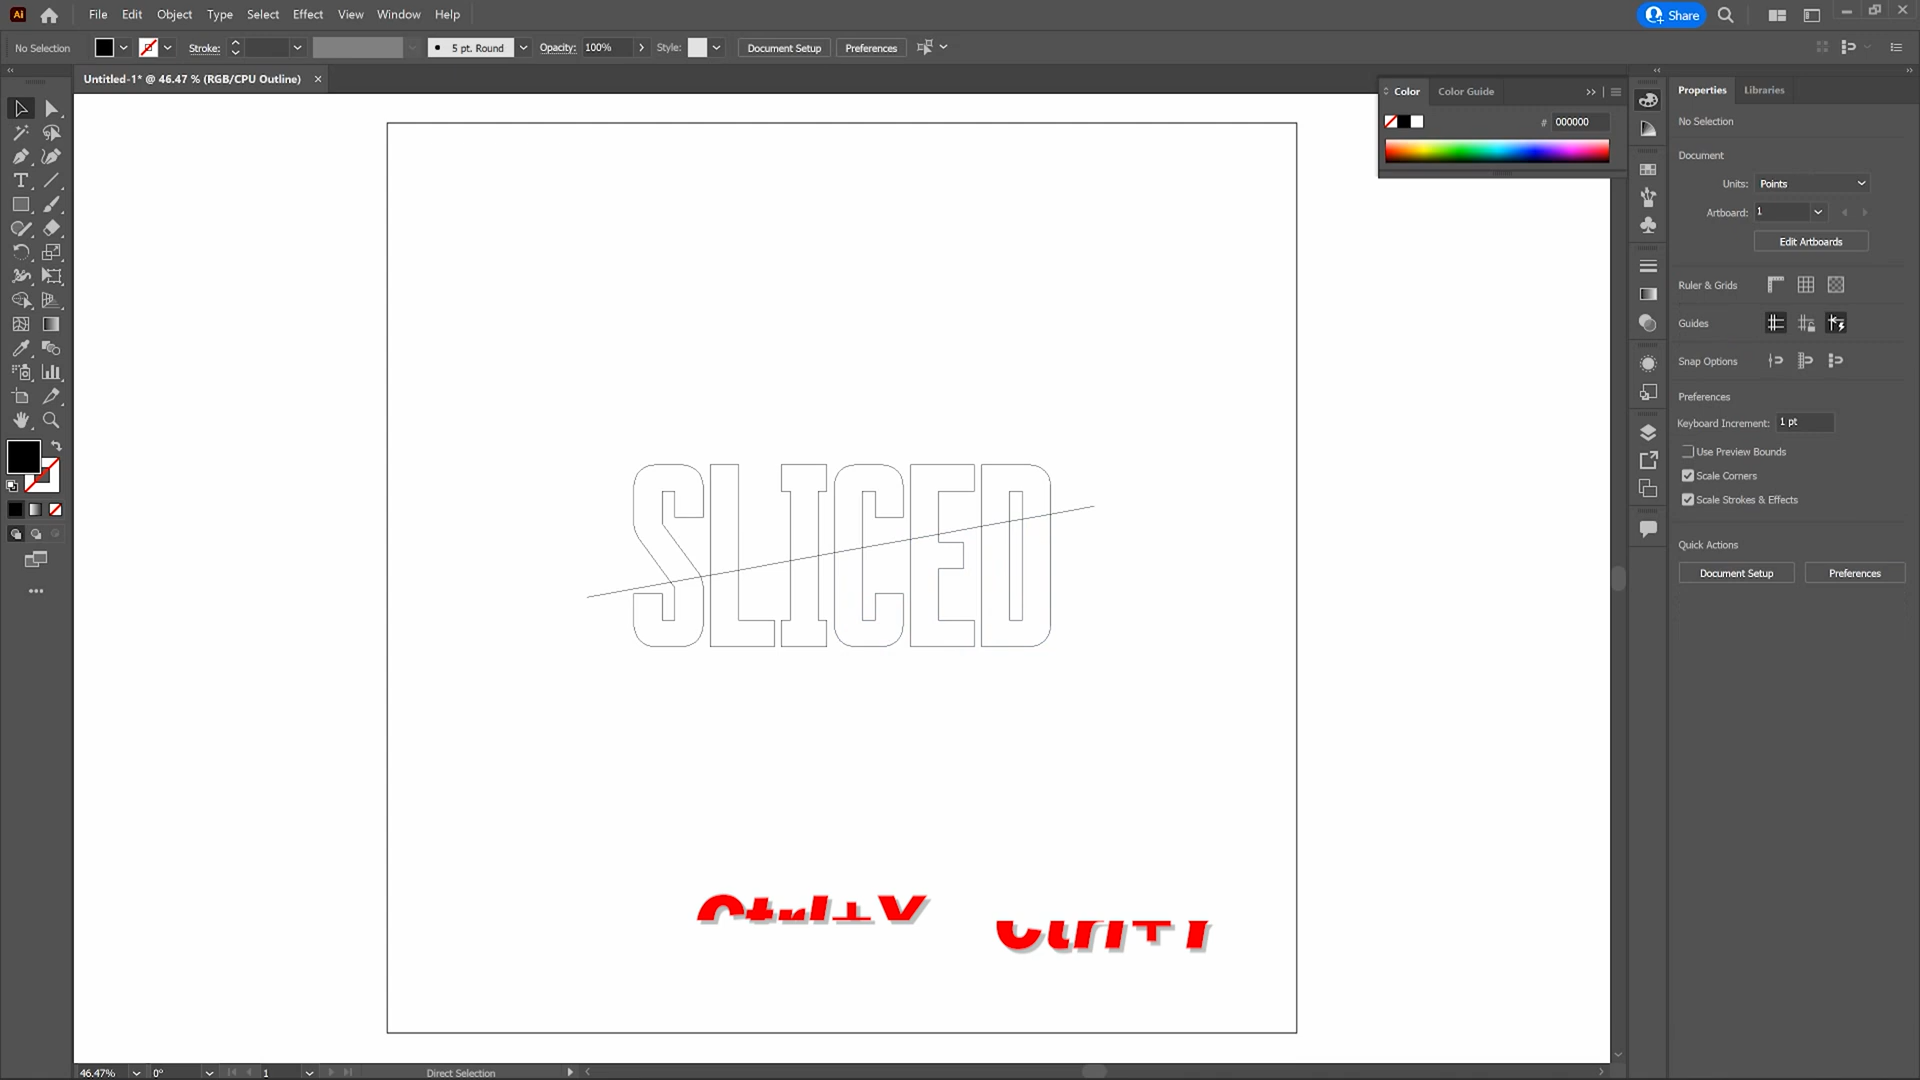 Ai File Edit Object Type Select Effect View Window Help Share
No Selection Stroke: 5 pt. Round Opacity: 100% Style: Document Setup Preferences
Untitled-1* @ 46.47 % (RGB/CPU Outline) ×
Color Color Guide
# 000000
Properties Libraries
No Selection
Document
Units: Points
Artboard: 1
Edit Artboards
Ruler & Grids
Guides
Snap Options
Preferences
Keyboard Increment: 1 pt
Use Preview Bounds
Scale Corners
Scale Strokes & Effects
Quick Actions
Document Setup Preferences
SLICED
Ctrl+Y
46.47% 0° 1 Direct Selection